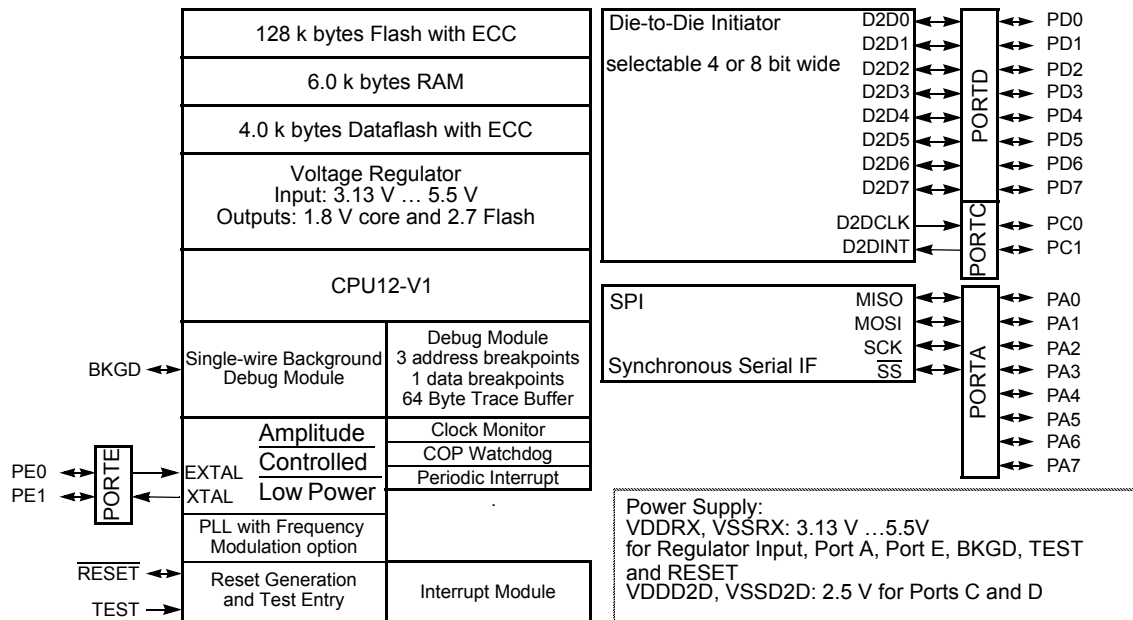 128 k bytes Flash with ECC
6.0 k bytes RAM
4.0 k bytes Dataflash with ECC
Voltage Regulator
Input: 3.13 V … 5.5 V
Outputs: 1.8 V core and 2.7 Flash
CPU12-V1
BKGD
Single-wire Background
Debug Module
Debug Module
3 address breakpoints
1 data breakpoints
64 Byte Trace Buffer
PE0
PE1
PORTE
EXTAL
XTAL
Amplitude
Controlled
Low Power
Clock Monitor
COP Watchdog
Periodic Interrupt
.
PLL with Frequency
Modulation option
RESET
TEST
Reset Generation
and Test Entry
Interrupt Module
Die-to-Die Initiator
selectable 4 or 8 bit wide
D2D0
D2D1
D2D2
D2D3
D2D4
D2D5
D2D6
D2D7
D2DCLK
D2DINT
PORTD
PORTC
PD0
PD1
PD2
PD3
PD4
PD5
PD6
PD7
PC0
PC1
SPI
Synchronous Serial IF
MISO
MOSI
SCK
SS
PORTA
PA0
PA1
PA2
PA3
PA4
PA5
PA6
PA7
Power Supply:
VDDRX, VSSRX: 3.13 V …5.5V
for Regulator Input, Port A, Port E, BKGD, TEST
and RESET
VDDD2D, VSSD2D: 2.5 V for Ports C and D